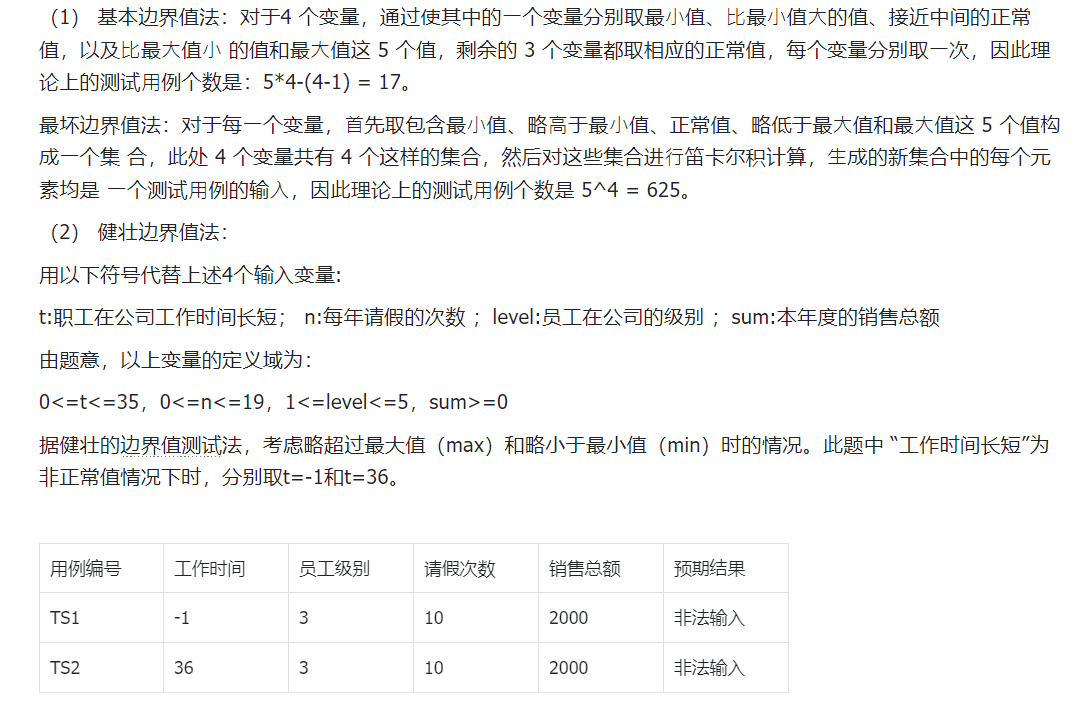 （1） 基本边界值法：对于4 个变量，通过使其中的一个变量分别取最小值、比最小值大的值、接近中间的正常
值，以及比最大值小 的值和最大值这 5 个值，剩余的 3 个变量都取相应的正常值，每个变量分别取一次，因此理
论上的测试用例个数是：5*4-(4-1) = 17。
最坏边界值法：对于每一个变量，首先取包含最小值、略高于最小值、正常值、略低于最大值和最大值这 5 个值构
成一个集 合，此处 4 个变量共有 4 个这样的集合，然后对这些集合进行笛卡尔积计算，生成的新集合中的每个元
素均是 一个测试用例的输入，因此理论上的测试用例个数是 5^4 = 625。
（2） 健壮边界值法：
用以下符号代替上述4个输入变量:
t:职工在公司工作时间长短； n:每年请假的次数 ；level:员工在公司的级别 ；sum:本年度的销售总额
由题意，以上变量的定义域为：
0<=t<=35，0<=n<=19，1<=level<=5，sum>=0
据健壮的边界值测试法，考虑略超过最大值（max）和略小于最小值（min）时的情况。此题中 “工作时间长短”为
非正常值情况下时，分别取t=-1和t=36。
用例编号 工作时间 员工级别 请假次数 销售总额 预期结果
TS1 -1 3 10 2000 非法输入
TS2 36 3 10 2000 非法输入